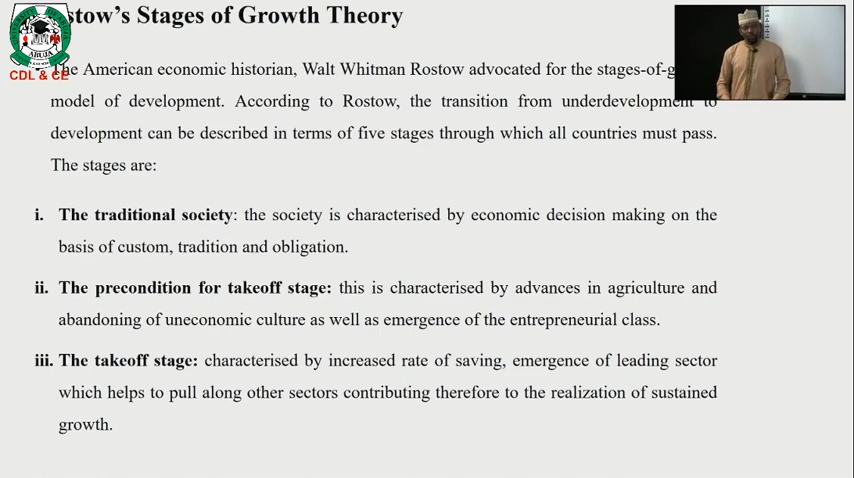 stow's Stages of Growth Theory
ABUJA
CDL & CE
The American economic historian, Walt Whitman Rostow advocated for the stages-of-g
model of development. According to Rostow, the transition from underdevelopment to
development can be described in terms of five stages through which all countries must pass.
The stages are:
i. The traditional society: the society is characterised by economic decision making on the
basis of custom, tradition and obligation.
ii. The precondition for takeoff stage: this is characterised by advances in agriculture and
abandoning of uneconomic culture as well as emergence of the entrepreneurial class.
iii. The takeoff stage: characterised by increased rate of saving, emergence of leading sector
which helps to pull along other sectors contributing therefore to the realization of sustained
growth.